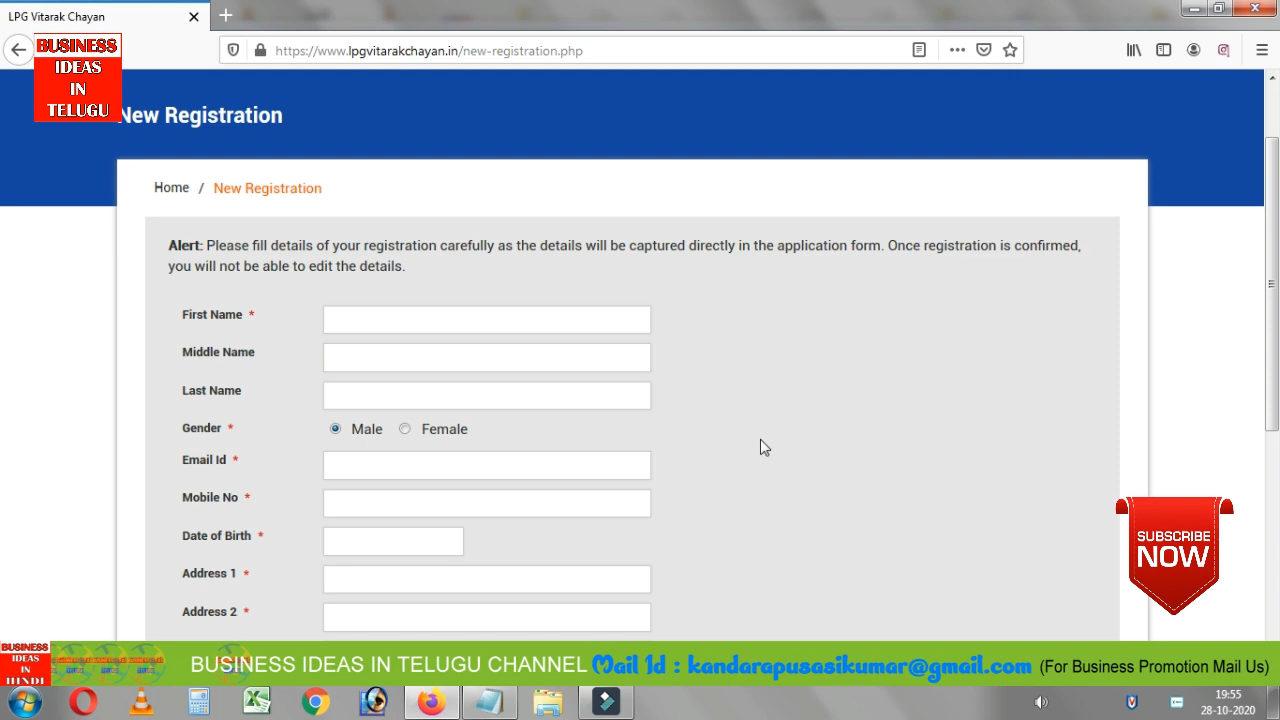 LPG Vitarak Chayan
https://www.lpgvitarakchayan.in/new-registration.php
BUSINESS
IDEAS
IN
TELUGU
New Registration
Home / New Registration
Alert: Please fill details of your registration carefully as the details will be captured directly in the application form. Once registration is confirmed,
you will not be able to edit the details.
First Name *
Middle Name
Last Name
Gender * Male Female
Email Id *
Mobile No *
Date of Birth *
Address 1 *
Address 2 *
SUBSCRIBE
NOW
BUSINESS
IDEAS
IN
HINDI
BUSINESS IDEAS IN TELUGU CHANNEL Mail Id : kandarapusasikumar@gmail.com (For Business Promotion Mail Us)
19:55
28-10-2020